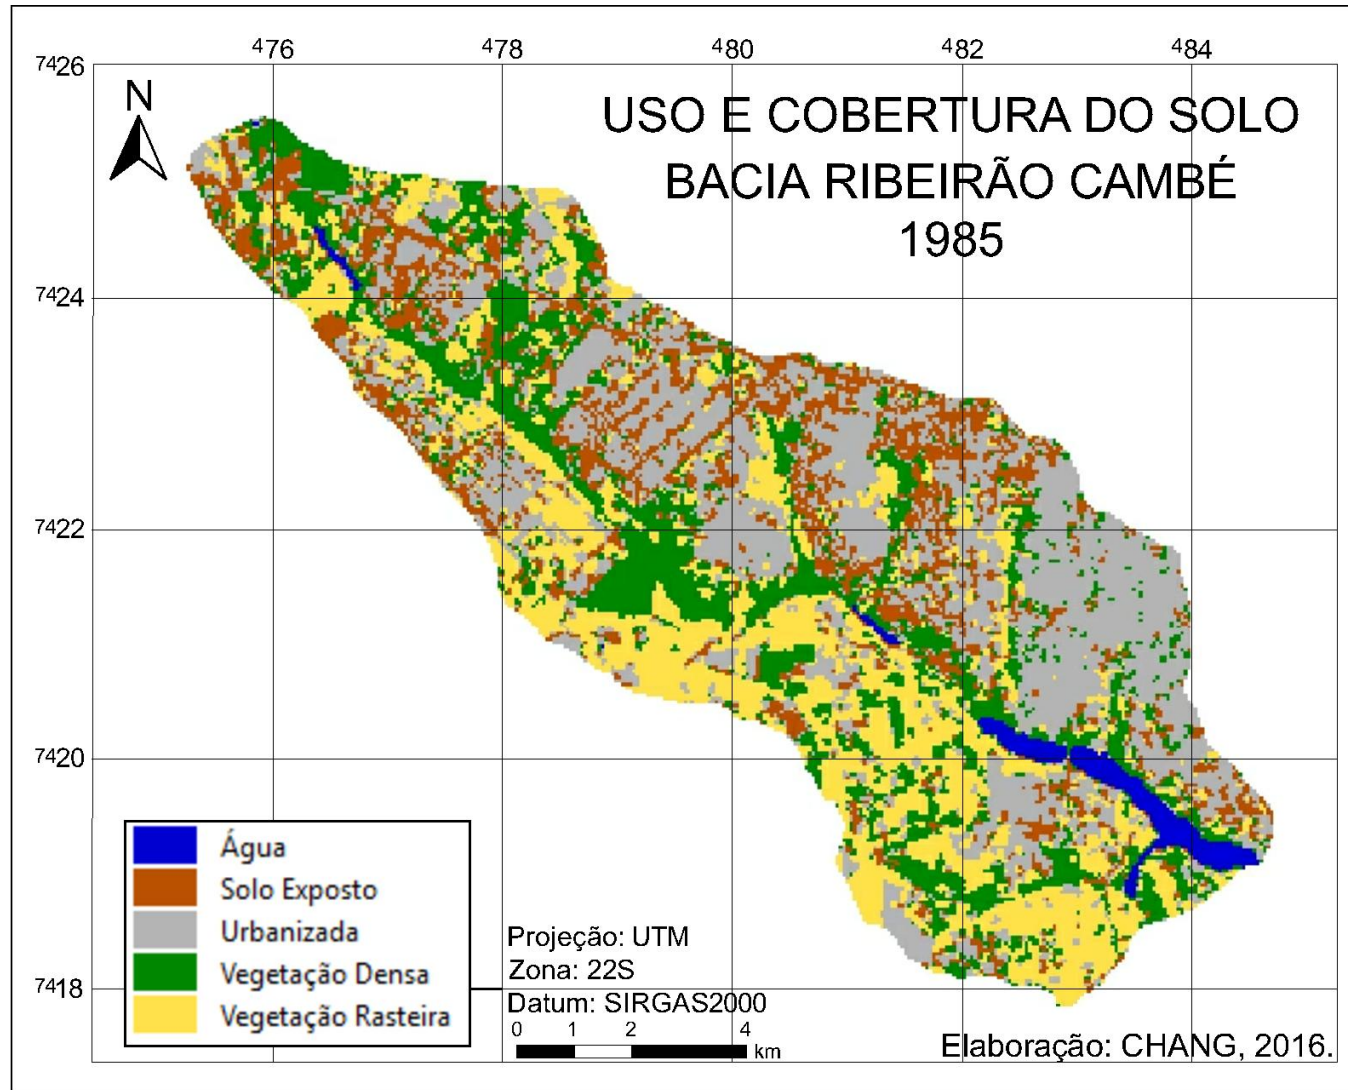 ⁴76 ⁴78 ⁴80 ⁴82 ⁴84
⁷⁴26
N
USO E COBERTURA DO SOLO
BACIA RIBEIRÃO CAMBÉ
1985
⁷⁴24
⁷⁴22
⁷⁴20
⁷⁴18
Água
Solo Exposto
Urbanizada
Vegetação Densa
Vegetação Rasteira
Projeção: UTM
Zona: 22S
Datum: SIRGAS2000
0 1 2 4
km
Elaboração: CHANG, 2016.